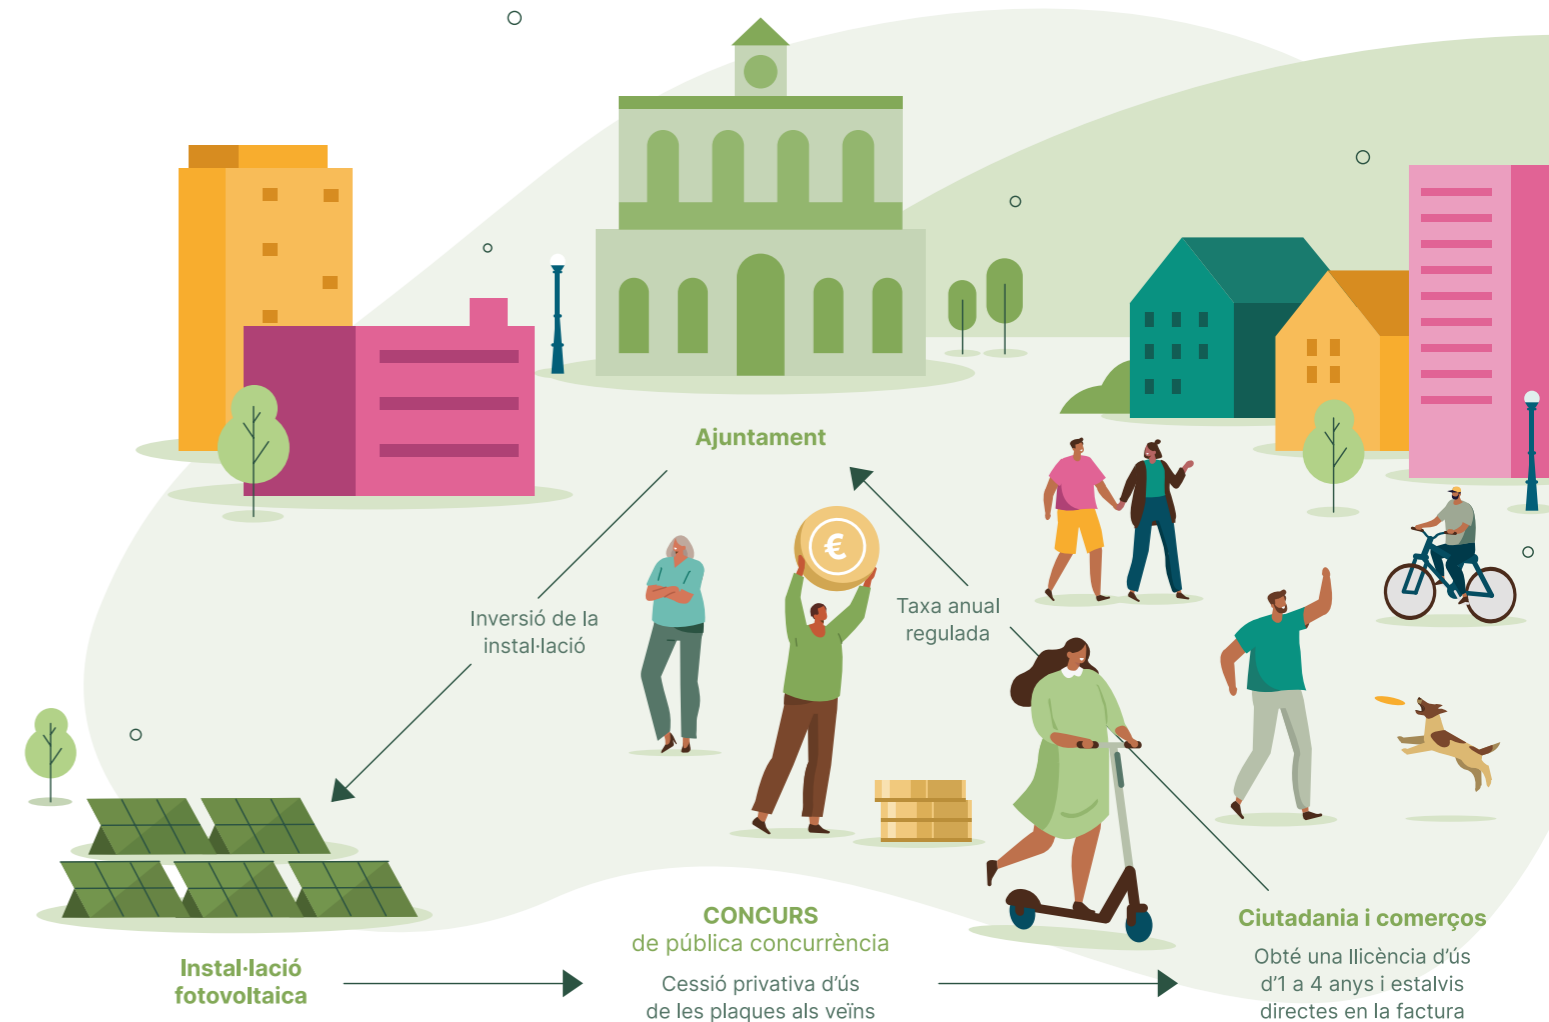 Ajuntament
€
Inversió de la
instal·lació
Taxa anual
regulada
Instal·lació
fotovoltaica
CONCURS
de pública concurrència
Cessió privativa d’ús
de les plaques als veïns
Ciutadania i comerços
Obté una llicència d’ús
d’1 a 4 anys i estalvis
directes en la factura